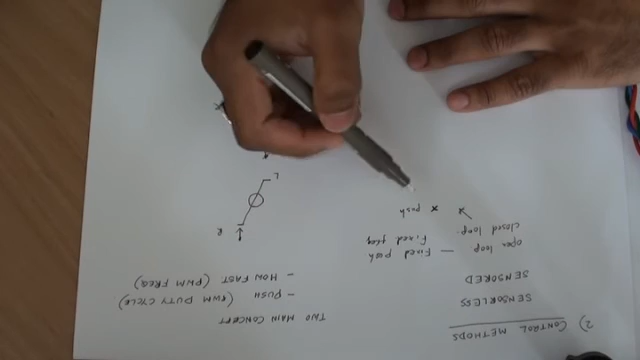 2) CONTROL METHODS
SENSORLESS
SENSORED
open loop. — Fixed push
Fixed freq
closed loop.
x push
TWO MAIN CONCEPT
- PUSH (PWM DUTY CYCLE)
- HOW FAST (PWM FREQ)
R
L